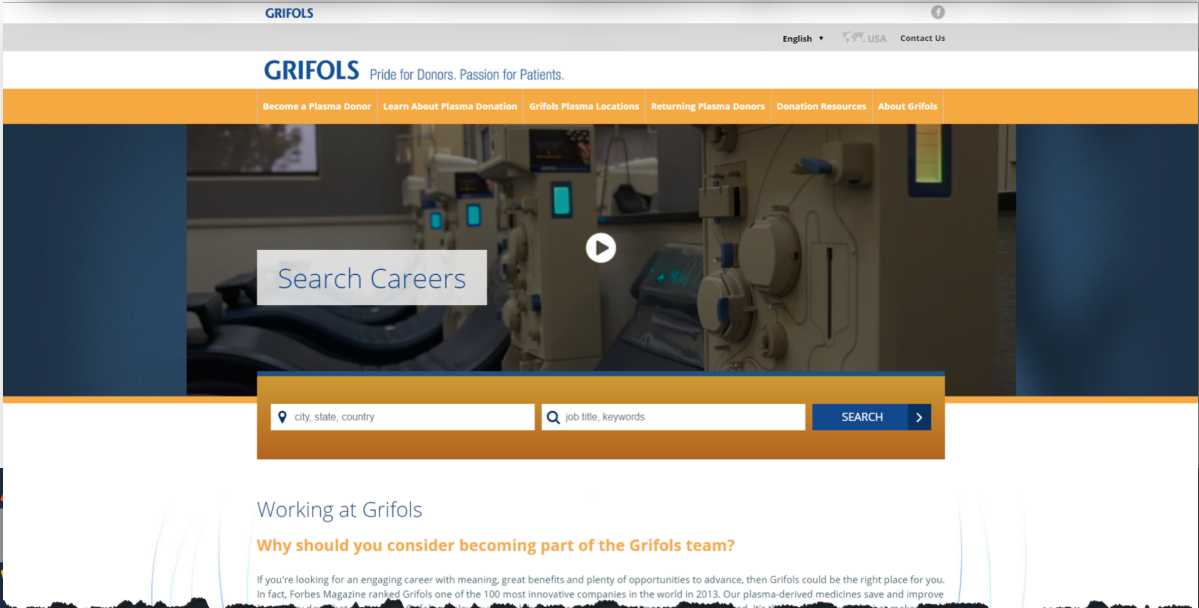 GRIFOLS
English ▼ USA Contact Us
GRIFOLS Pride for Donors. Passion for Patients.
Become a Plasma Donor Learn About Plasma Donation Grifols Plasma Locations Returning Plasma Donors Donation Resources About Grifols
Search Careers
city, state, country job title, keywords SEARCH
Working at Grifols
Why should you consider becoming part of the Grifols team?
If you're looking for an engaging career with meaning, great benefits and plenty of opportunities to advance, then Grifols could be the right place for you.
In fact, Forbes Magazine ranked Grifols one of the 100 most innovative companies in the world in 2013. Our plasma-derived medicines save and improve